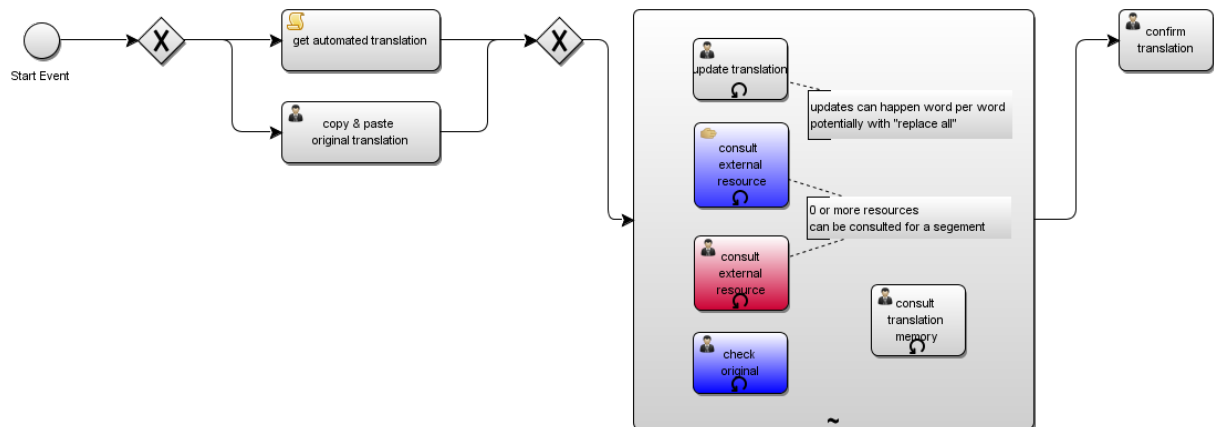 Start Event
get automated translation
copy & paste
original translation
update translation
updates can happen word per word
potentially with "replace all"
consult
external
resource
0 or more resources
can be consulted for a segement
consult
external
resource
consult
translation
memory
check
original
confirm
translation